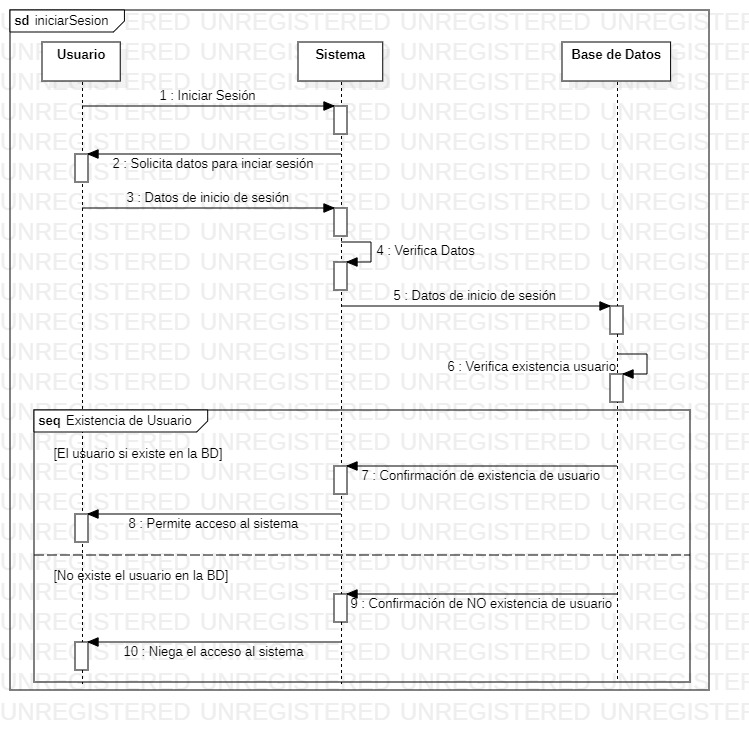 sd iniciarSesion
Usuario
Sistema
Base de Datos
1 : Iniciar Sesión
2 : Solicita datos para inciar sesión
3 : Datos de inicio de sesión
4 : Verifica Datos
5 : Datos de inicio de sesión
6 : Verifica existencia usuario
seq Existencia de Usuario
[El usuario si existe en la BD]
7 : Confirmación de existencia de usuario
8 : Permite acceso al sistema
[No existe el usuario en la BD]
9 : Confirmación de NO existencia de usuario
10 : Niega el acceso al sistema
UNREGISTERED UNREGISTERED UNREGISTERED UNREGISTERED